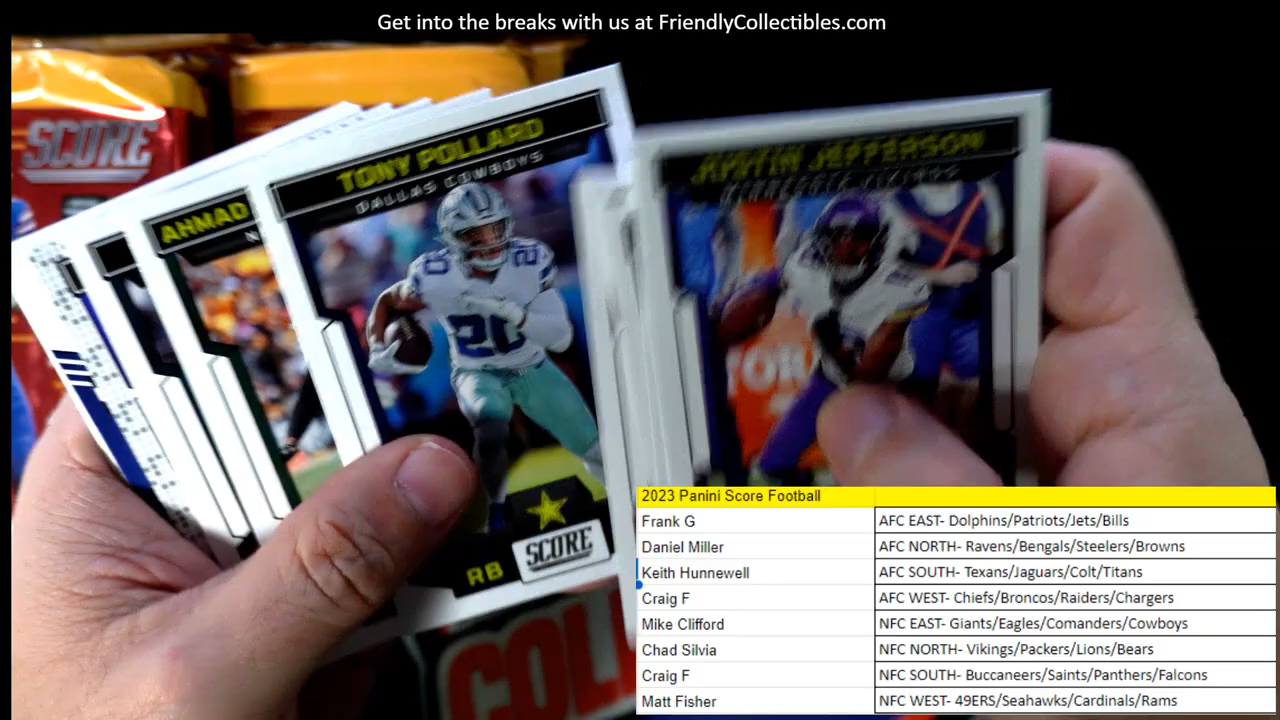 Get into the breaks with us at FriendlyCollectibles.com
SCORE
AHMAD
TONY POLLARD
DALLAS COWBOYS
20
20
RB
SCORE
JUSTIN JEFFERSON
MINNESOTA VIKINGS
2023 Panini Score Football
Frank G AFC EAST- Dolphins/Patriots/Jets/Bills
Daniel Miller AFC NORTH- Ravens/Bengals/Steelers/Browns
Keith Hunnewell AFC SOUTH- Texans/Jaguars/Colt/Titans
Craig F AFC WEST- Chiefs/Broncos/Raiders/Chargers
Mike Clifford NFC EAST- Giants/Eagles/Comanders/Cowboys
Chad Silvia NFC NORTH- Vikings/Packers/Lions/Bears
Craig F NFC SOUTH- Buccaneers/Saints/Panthers/Falcons
Matt Fisher NFC WEST- 49ERS/Seahawks/Cardinals/Rams